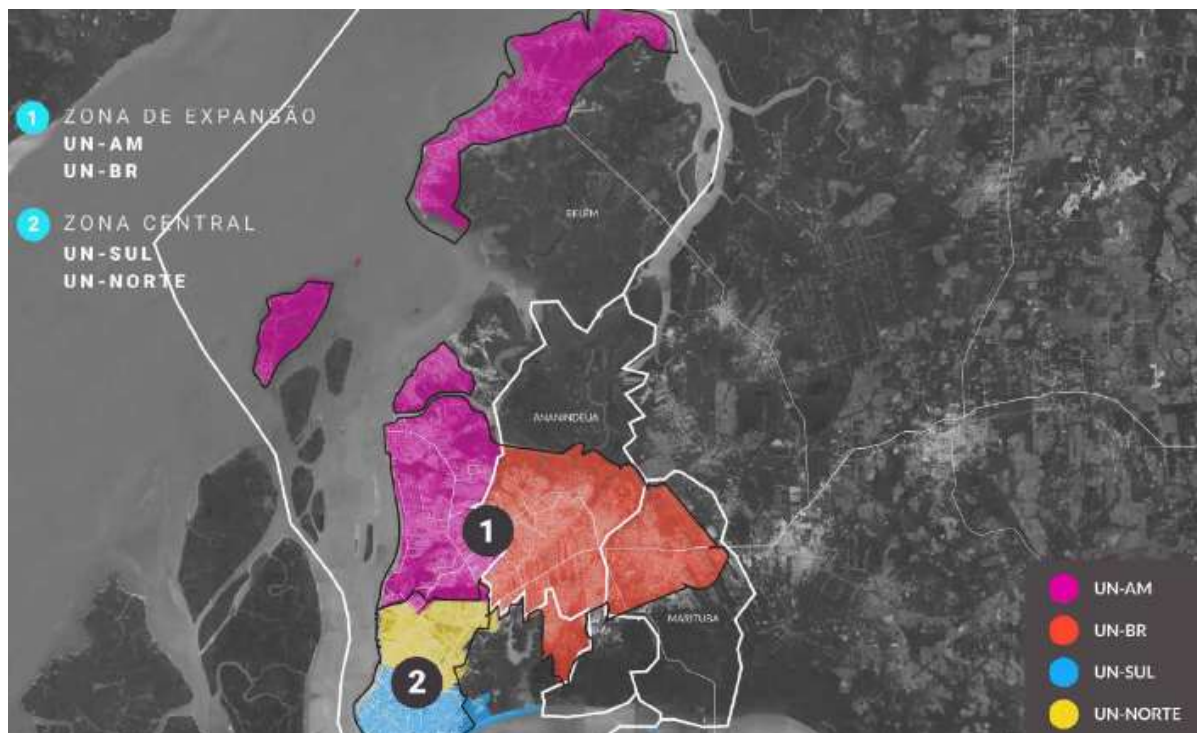 1 ZONA DE EXPANSÃO
UN-AM
UN-BR
2 ZONA CENTRAL
UN-SUL
UN-NORTE
BELÉM
ANANINDEUA
1
MARITUBA
2
UN-AM
UN-BR
UN-SUL
UN-NORTE